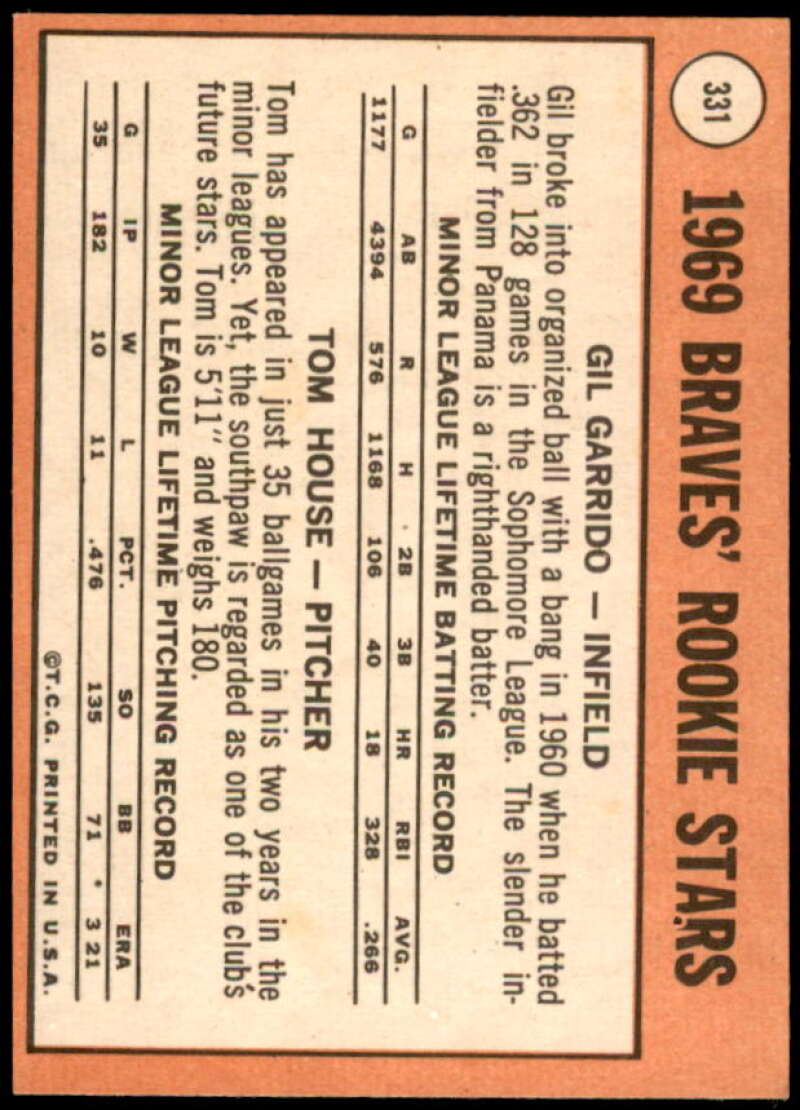 331
1969 BRAVES' ROOKIE STARS
GIL GARRIDO — INFIELD
Gil broke into organized ball with a bang in 1960 when he batted
.362 in 128 games in the Sophomore League. The slender in-
fielder from Panama is a righthanded batter.
MINOR LEAGUE LIFETIME BATTING RECORD
G AB R H 2B 3B HR RBI AVG.
1177 4394 576 1168 106 40 18 328 .266
TOM HOUSE — PITCHER
Tom has appeared in just 35 ballgames in his two years in the
minor leagues. Yet, the southpaw is regarded as one of the club's
future stars. Tom is 5'11" and weighs 180.
MINOR LEAGUE LIFETIME PITCHING RECORD
G IP W L PCT. SO BB ERA
35 182 10 11 .476 135 71 3 21
©T.C.G. PRINTED IN U.S.A.